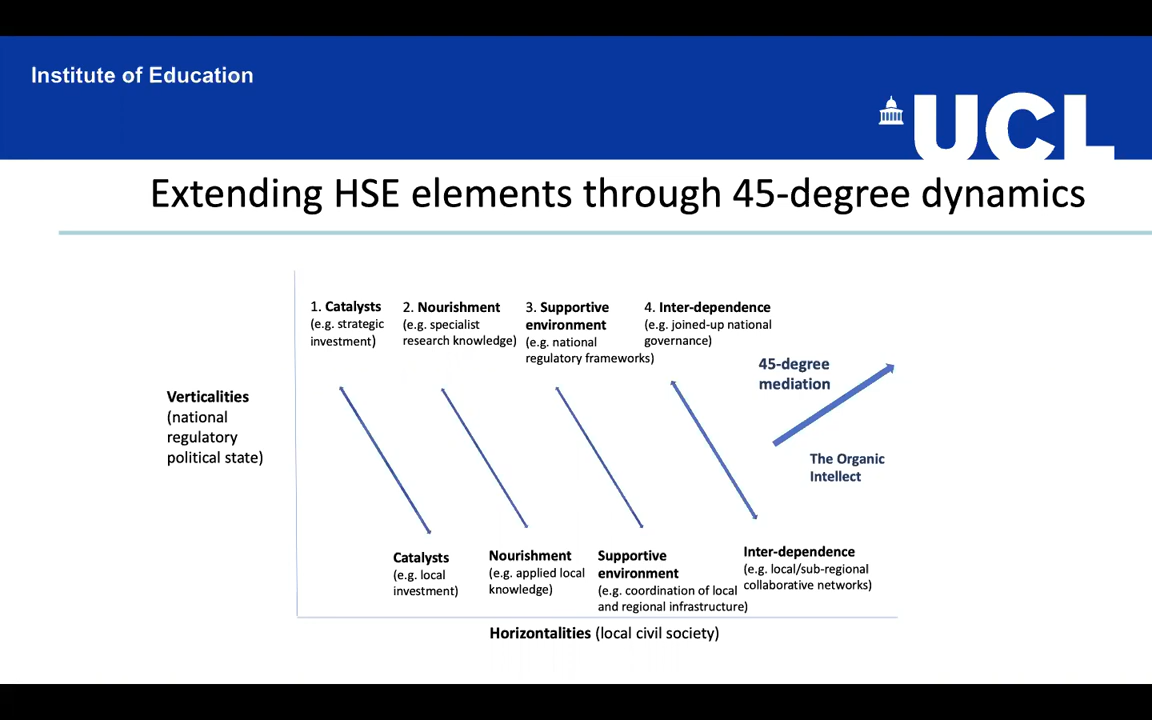 Institute of Education
UCL
Extending HSE elements through 45-degree dynamics
1. Catalysts
(e.g. strategic
investment)
2. Nourishment
(e.g. specialist
research knowledge)
3. Supportive
environment
(e.g. national
regulatory frameworks)
4. Inter-dependence
(e.g. joined-up national
governance)
45-degree
mediation
The Organic
Intellect
Verticalities
(national
regulatory
political state)
Catalysts
(e.g. local
investment)
Nourishment
(e.g. applied local
knowledge)
Supportive
environment
(e.g. coordination of local
and regional infrastructure)
Inter-dependence
(e.g. local/sub-regional
collaborative networks)
Horizontalities (local civil society)